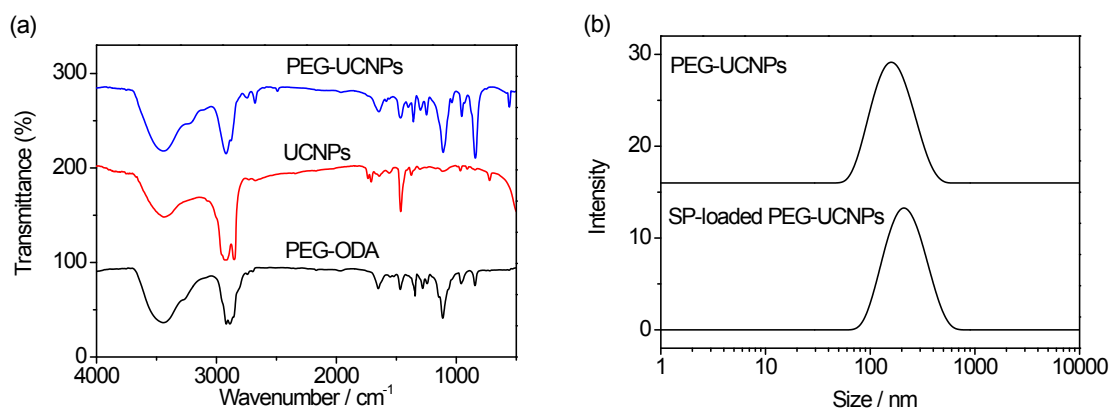 (a)
300
200
100
0
Transmittance (%)
PEG-UCNPs
UCNPs
PEG-ODA
4000 3000 2000 1000
Wavenumber / cm⁻¹
(b)
30
20
10
0
Intensity
PEG-UCNPs
SP-loaded PEG-UCNPs
1 10 100 1000 10000
Size / nm